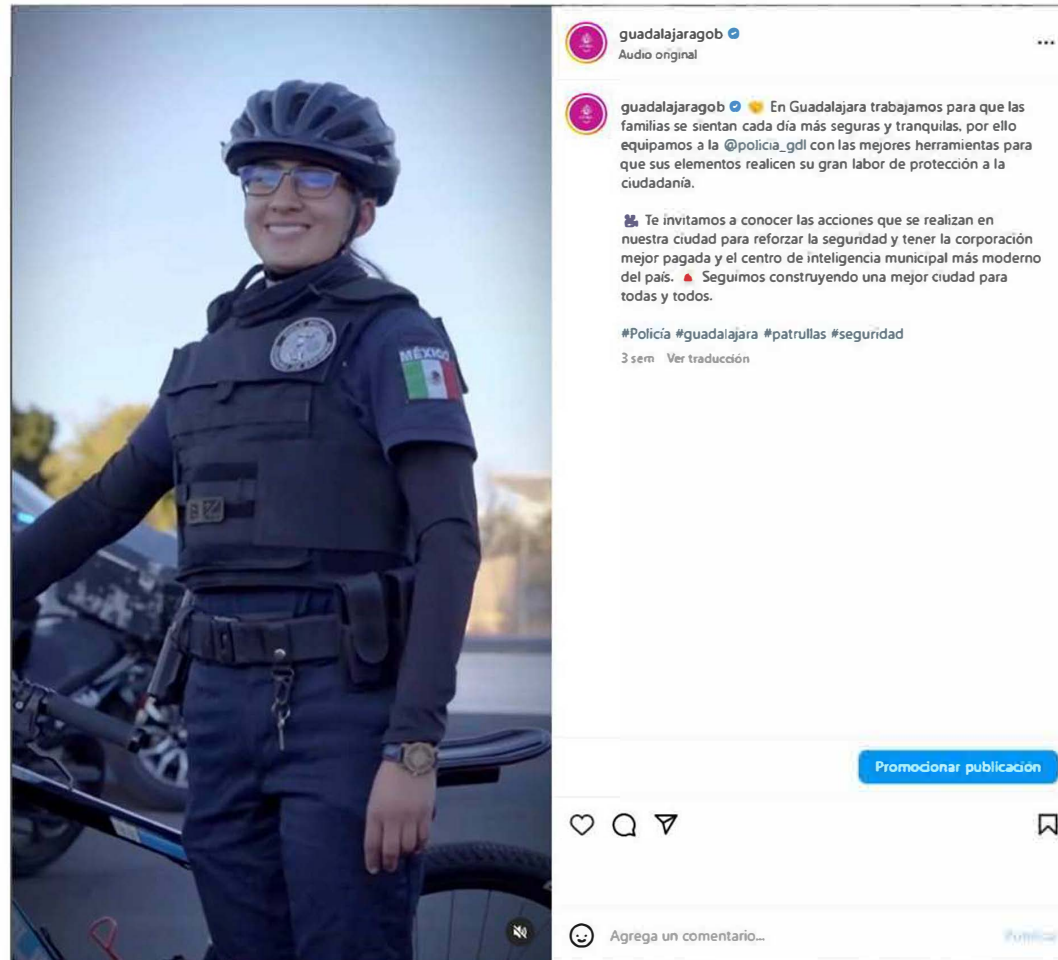 guadalajaragob
Audio original
guadalajaragob 🤝 En Guadalajara trabajamos para que las
familias se sientan cada día más seguras y tranquilas, por ello
equipamos a la @policia_gdl con las mejores herramientas para
que sus elementos realicen su gran labor de protección a la
ciudadanía.
🎥 Te invitamos a conocer las acciones que se realizan en
nuestra ciudad para reforzar la seguridad y tener la corporación
mejor pagada y el centro de inteligencia municipal más moderno
del país. 🚨 Seguimos construyendo una mejor ciudad para
todas y todos.
#Policía #guadalajara #patrullas #seguridad
3 sem Ver traducción
MÉXICO
Promocionar publicación
Agrega un comentario...
Publicar